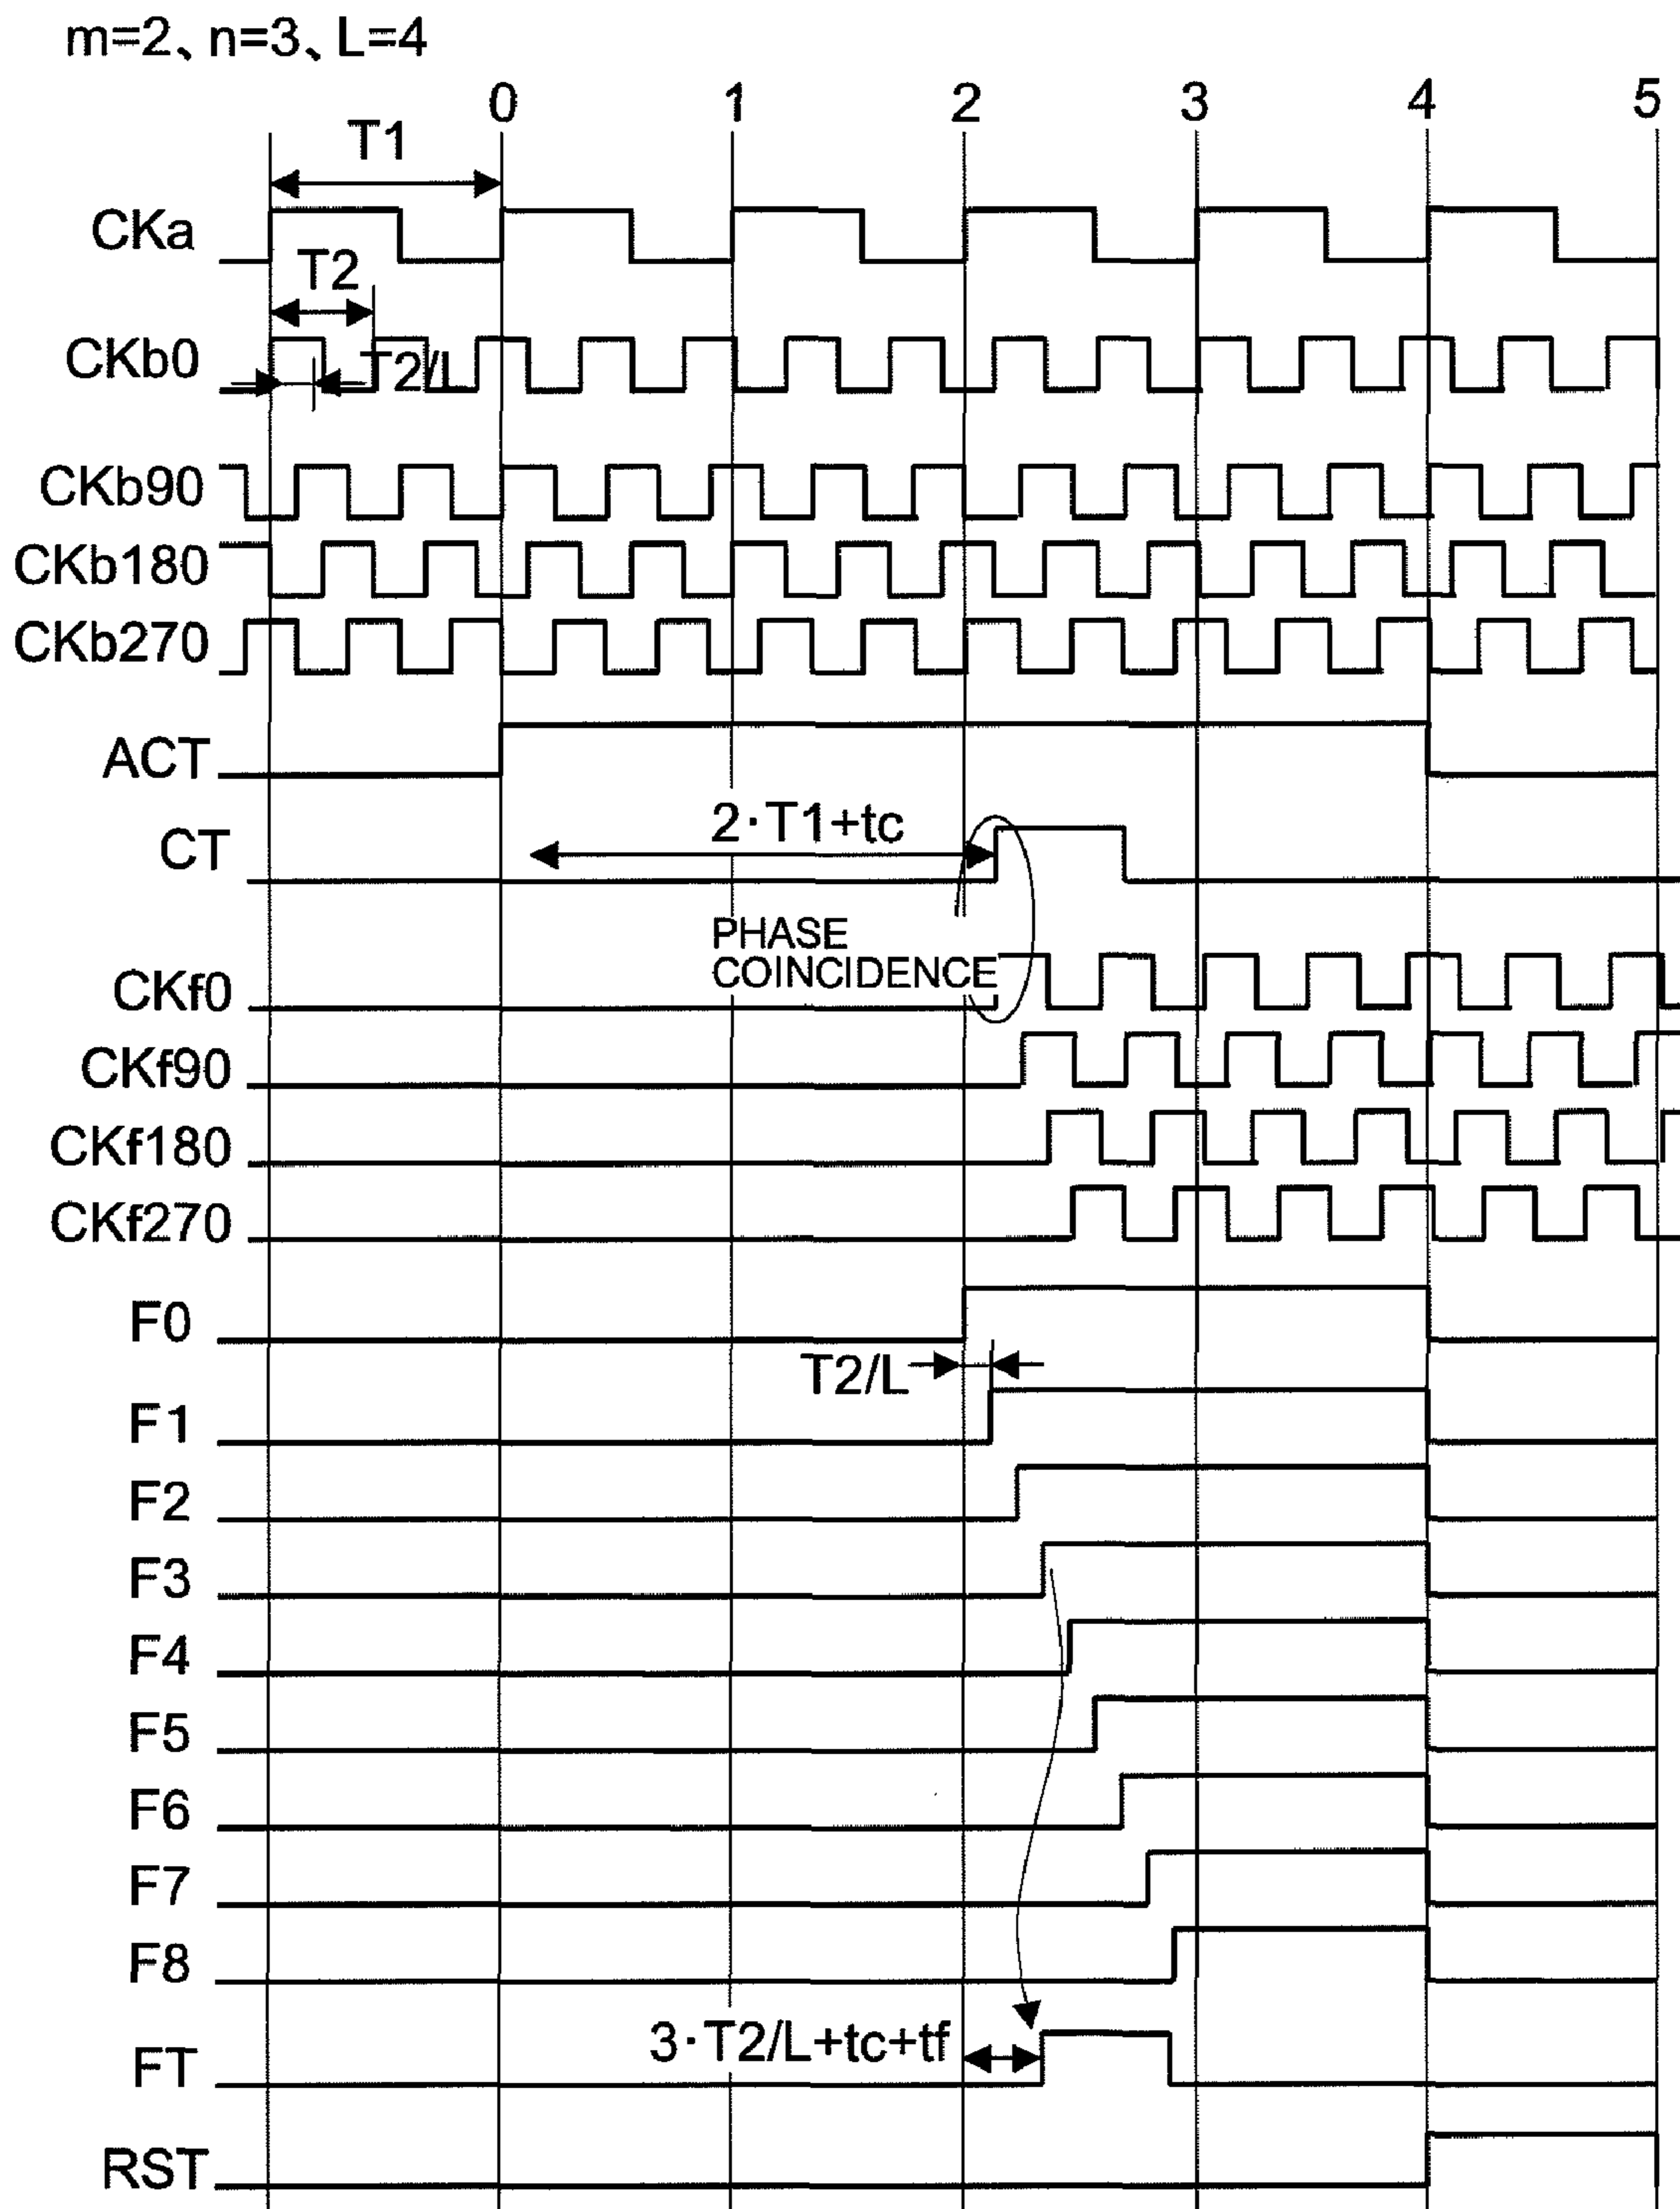 m=2、n=3、L=4
0 1 2 3 4 5
T1
CKa
T2
CKb0
T2/L
CKb90
CKb180
CKb270
ACT
2·T1+tc
CT
PHASE
COINCIDENCE
CKf0
CKf90
CKf180
CKf270
F0
T2/L
F1
F2
F3
F4
F5
F6
F7
F8
3·T2/L+tc+tf
FT
RST